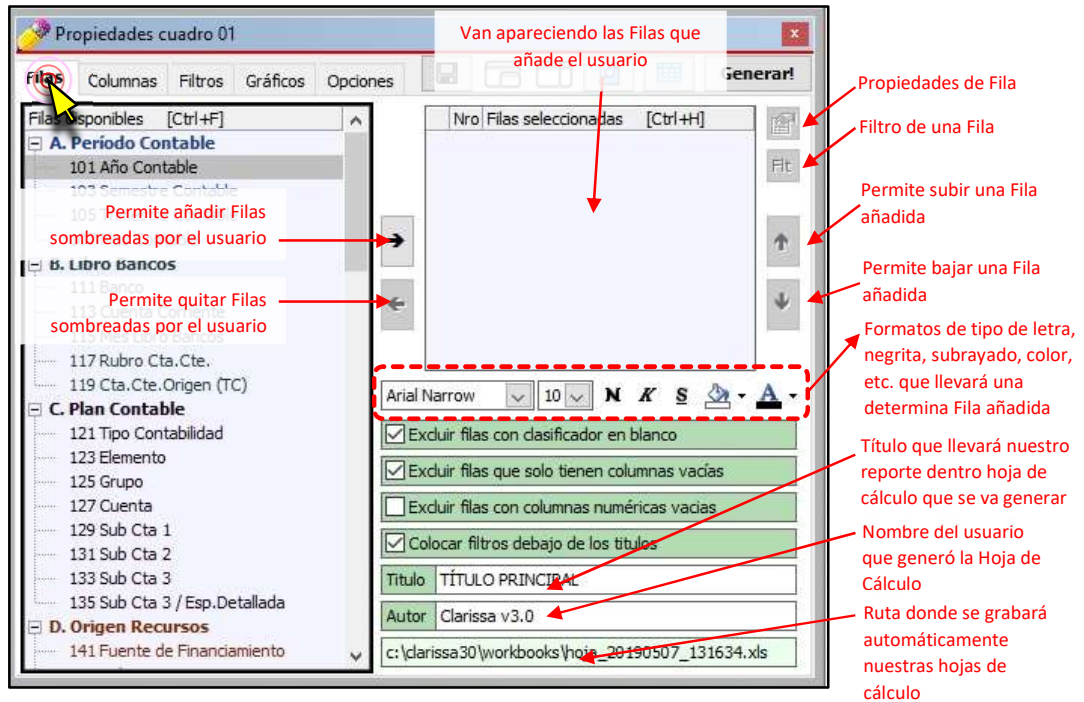 Propiedades cuadro 01
Van apareciendo las Filas que
añade el usuario
Filas Columnas Filtros Gráficos Opciones
Generar!
Filas disponibles [Ctrl+F]
A. Período Contable
101 Año Contable
103 Semestre Contable
Permite añadir Filas
sombreadas por el usuario
B. Libro Bancos
111 Banco
113 Cuenta Corriente
Permite quitar Filas
sombreadas por el usuario
115 Mes Libro Bancos
117 Rubro Cta.Cte.
119 Cta.Cte.Origen (TC)
C. Plan Contable
121 Tipo Contabilidad
123 Elemento
125 Grupo
127 Cuenta
129 Sub Cta 1
131 Sub Cta 2
133 Sub Cta 3
135 Sub Cta 3 / Esp.Detallada
D. Origen Recursos
141 Fuente de Financiamiento
Nro Filas seleccionadas [Ctrl+H]
Flt
Arial Narrow 10 N K S A
Excluir filas con clasificador en blanco
Excluir filas que solo tienen columnas vacías
Excluir filas con columnas numéricas vacias
Colocar filtros debajo de los titulos
Titulo TÍTULO PRINCIPAL
Autor Clarissa v3.0
c:\clarissa30\workbooks\hoja_20190507_131634.xls
Propiedades de Fila
Filtro de una Fila
Permite subir una Fila
añadida
Permite bajar una Fila
añadida
Formatos de tipo de letra,
negrita, subrayado, color,
etc. que llevará una
determina Fila añadida
Título que llevará nuestro
reporte dentro hoja de
cálculo que se va generar
Nombre del usuario
que generó la Hoja de
Cálculo
Ruta donde se grabará
automáticamente
nuestras hojas de
cálculo